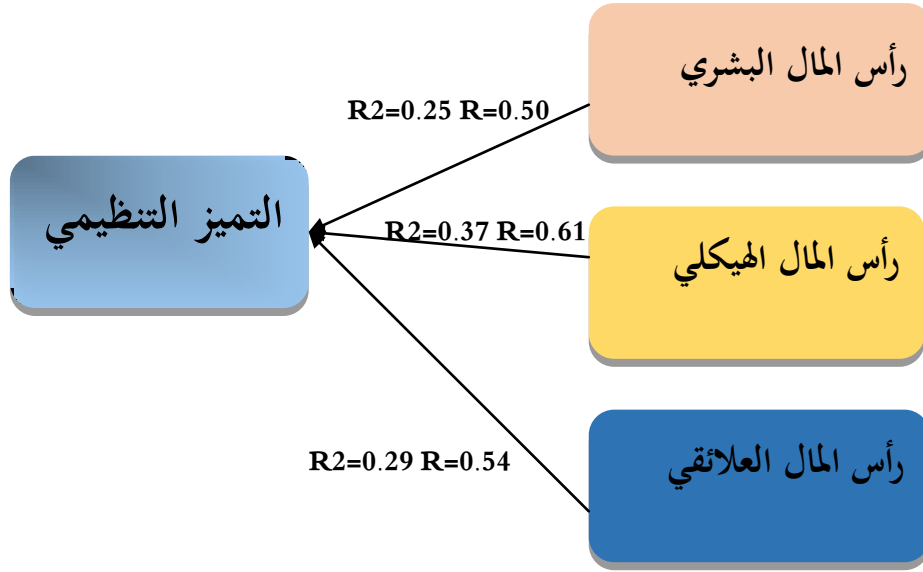 رأس المال البشري
R2=0.25 R=0.50
التميز التنظيمي
R2=0.37 R=0.61
رأس المال الهيكلي
R2=0.29 R=0.54
رأس المال العلائقي